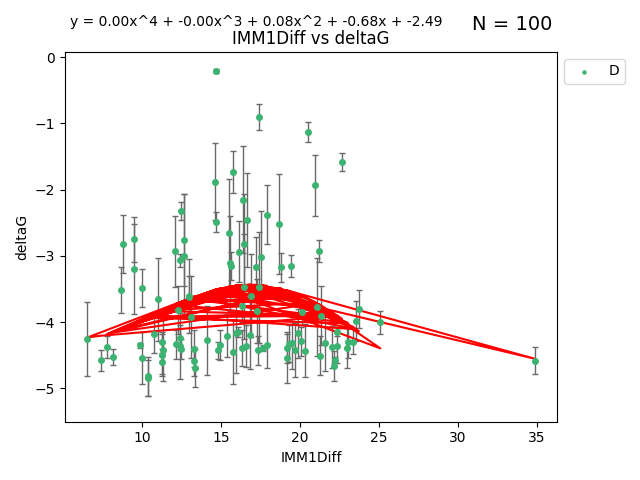 y = 0.00x^4 + -0.00x^3 + 0.08x^2 + -0.68x + -2.49
N = 100
IMM1Diff vs deltaG
D
0
−1
−2
−3
−4
−5
deltaG
10 15 20 25 30 35
IMM1Diff